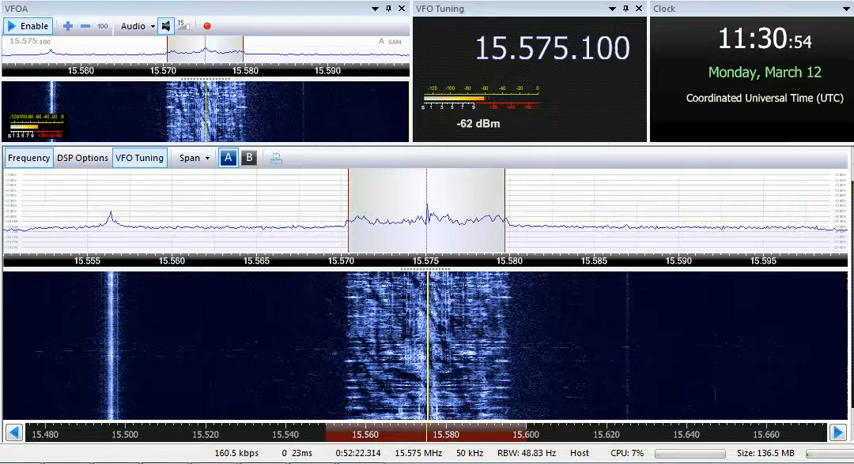 VFOA
Enable
100
Audio
15.575.100
A SAM
15.560 15.570 15.580 15.590
VFO Tuning
15.575.100
-62 dBm
Clock
11:30:54
Monday, March 12
Coordinated Universal Time (UTC)
Frequency DSP Options VFO Tuning Span A B
15.555 15.560 15.565 15.570 15.575 15.580 15.585 15.590 15.595
15.480 15.500 15.520 15.540 15.560 15.580 15.600 15.620 15.640 15.660
160.5 kbps 0 23ms 0:52:22.314 15.575 MHz 50 kHz RBW: 48.83 Hz Host CPU: 7% Size: 136.5 MB